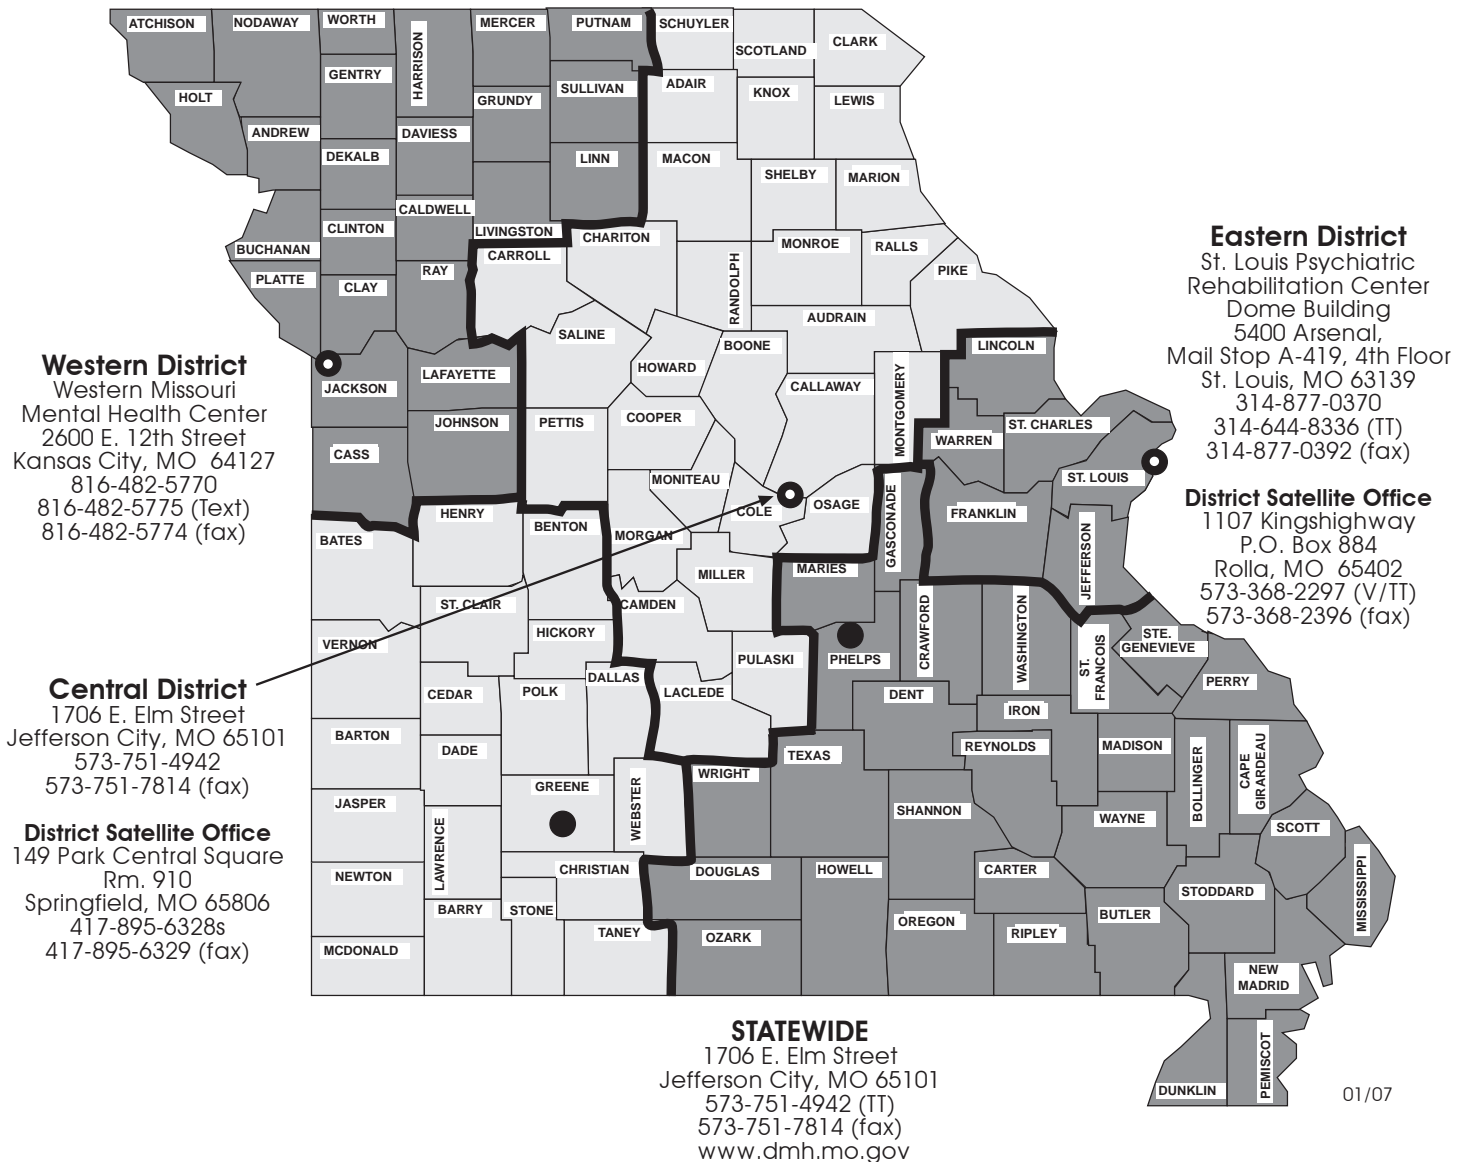 ATCHISON
NODAWAY
WORTH
HARRISON
MERCER
PUTNAM
SCHUYLER
SCOTLAND
CLARK
GENTRY
HOLT
GRUNDY
SULLIVAN
ADAIR
KNOX
LEWIS
ANDREW
DAVIESS
DEKALB
LINN
MACON
SHELBY
MARION
CALDWELL
CLINTON
LIVINGSTON
CHARITON
BUCHANAN
CARROLL
MONROE
RALLS
PLATTE
CLAY
RAY
RANDOLPH
PIKE
AUDRAIN
SALINE
BOONE
LINCOLN
JACKSON
LAFAYETTE
HOWARD
CALLAWAY
MONTGOMERY
JOHNSON
PETTIS
COOPER
WARREN
ST. CHARLES
CASS
MONITEAU
ST. LOUIS
HENRY
BENTON
COLE
OSAGE
GASCONADE
FRANKLIN
BATES
MORGAN
JEFFERSON
MILLER
MARIES
ST. CLAIR
CAMDEN
CRAWFORD
WASHINGTON
VERNON
HICKORY
PULASKI
PHELPS
ST.
FRANCOIS
STE.
GENEVIEVE
DALLAS
CEDAR
POLK
LACLEDE
DENT
PERRY
IRON
BARTON
DADE
TEXAS
REYNOLDS
MADISON
BOLLINGER
CAPE
GIRARDEAU
WRIGHT
JASPER
GREENE
WEBSTER
SHANNON
WAYNE
SCOTT
LAWRENCE
NEWTON
CHRISTIAN
DOUGLAS
HOWELL
CARTER
STODDARD
MISSISSIPPI
BARRY
STONE
TANEY
OZARK
OREGON
RIPLEY
BUTLER
MCDONALD
NEW
MADRID
DUNKLIN
PEMISCOT
Western District
Western Missouri
Mental Health Center
2600 E. 12th Street
Kansas City, MO 64127
816-482-5770
816-482-5775 (Text)
816-482-5774 (fax)
Central District
1706 E. Elm Street
Jefferson City, MO 65101
573-751-4942
573-751-7814 (fax)
District Satellite Office
149 Park Central Square
Rm. 910
Springfield, MO 65806
417-895-6328s
417-895-6329 (fax)
Eastern District
St. Louis Psychiatric
Rehabilitation Center
Dome Building
5400 Arsenal,
Mail Stop A-419, 4th Floor
St. Louis, MO 63139
314-877-0370
314-644-8336 (TT)
314-877-0392 (fax)
District Satellite Office
1107 Kingshighway
P.O. Box 884
Rolla, MO 65402
573-368-2297 (V/TT)
573-368-2396 (fax)
STATEWIDE
1706 E. Elm Street
Jefferson City, MO 65101
573-751-4942 (TT)
573-751-7814 (fax)
www.dmh.mo.gov
01/07